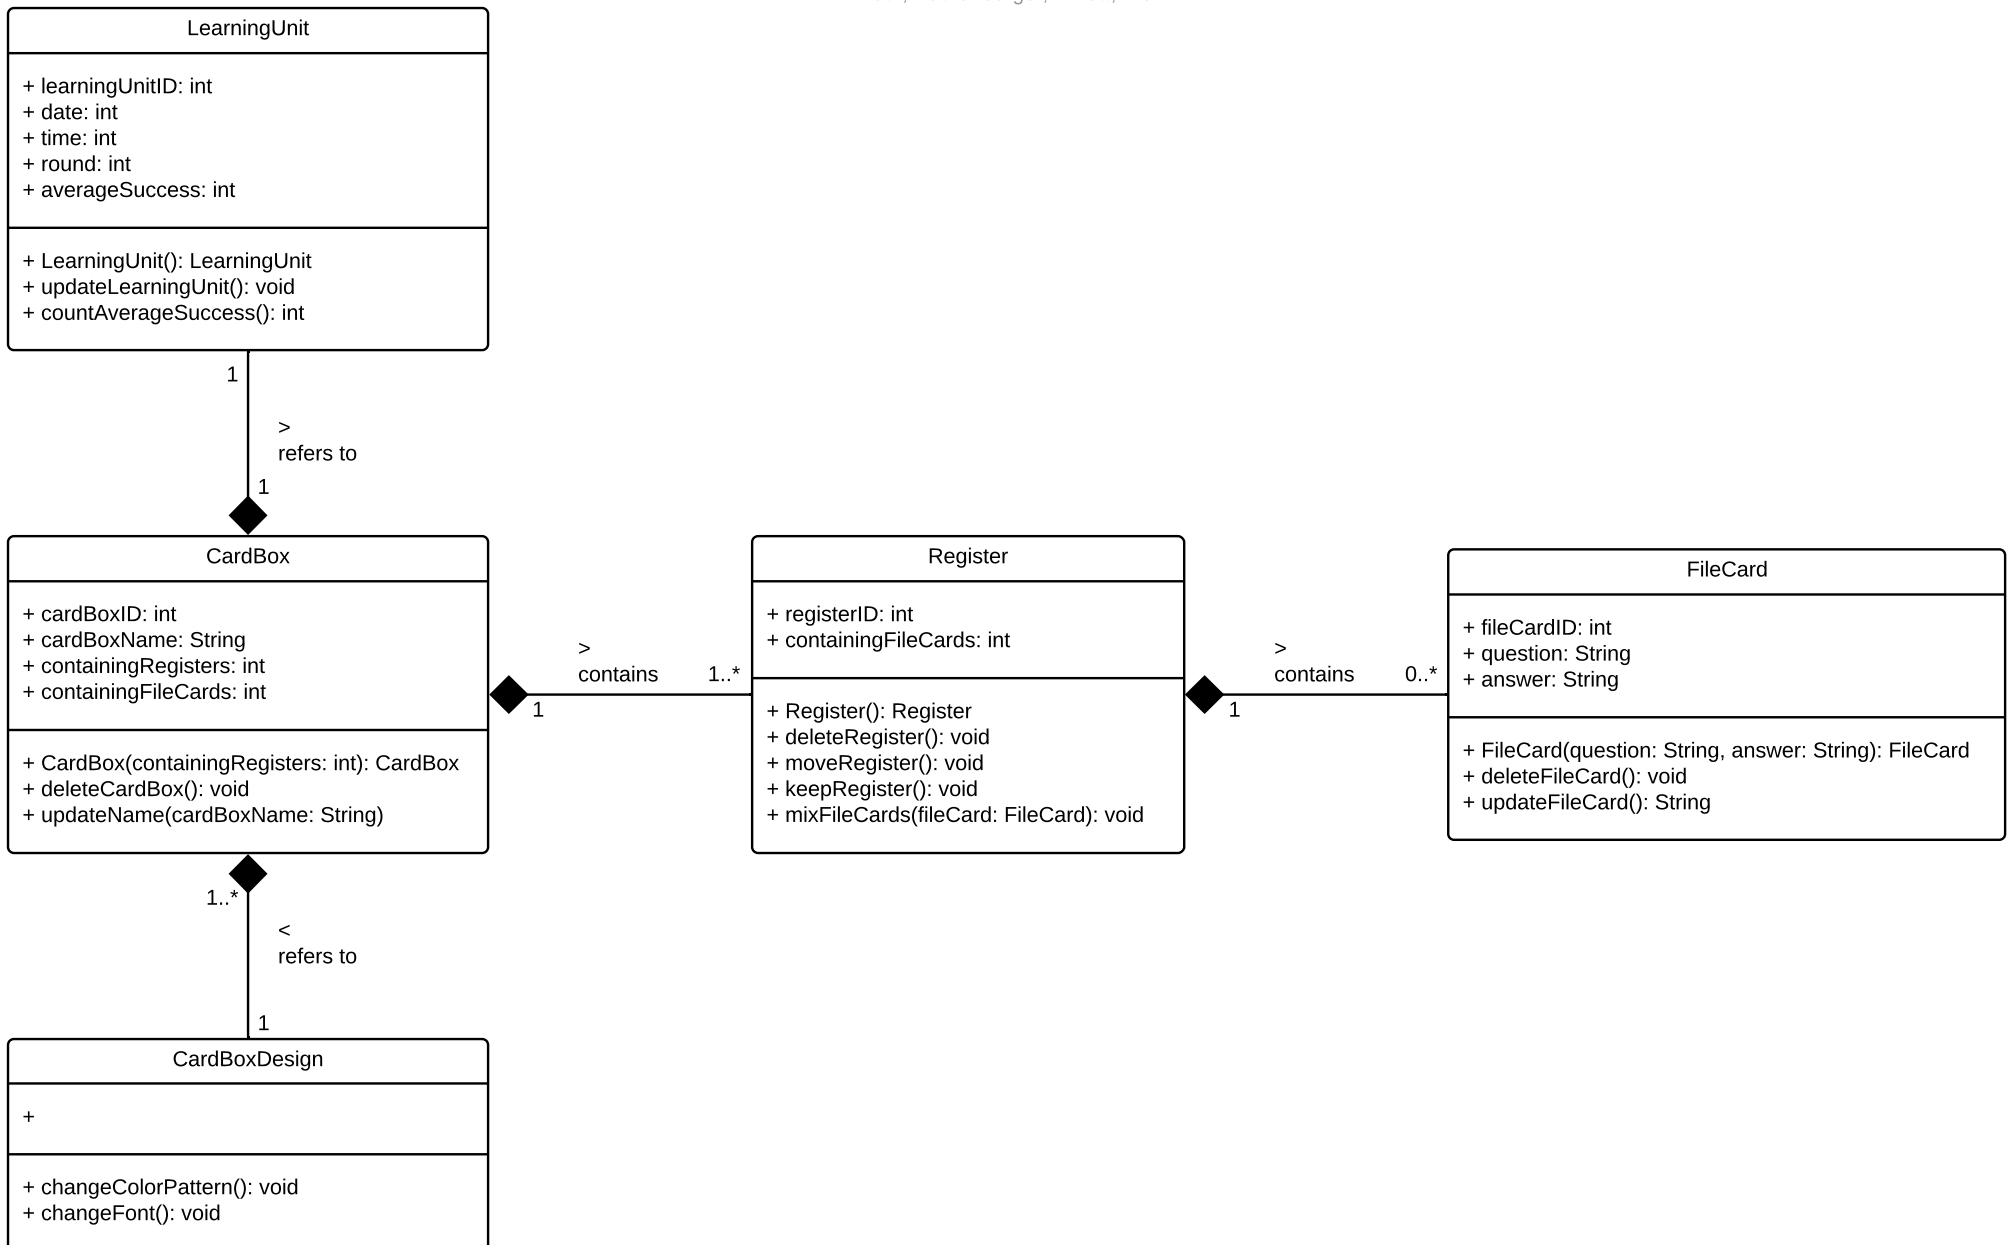 LearningUnit
+ learningUnitID: int
+ date: int
+ time: int
+ round: int
+ averageSuccess: int
+ LearningUnit(): LearningUnit
+ updateLearningUnit(): void
+ countAverageSuccess(): int
1
>
refers to
1
CardBox
+ cardBoxID: int
+ cardBoxName: String
+ containingRegisters: int
+ containingFileCards: int
+ CardBox(containingRegisters: int): CardBox
+ deleteCardBox(): void
+ updateName(cardBoxName: String)
>
contains
1..*
1
Register
+ registerID: int
+ containingFileCards: int
+ Register(): Register
+ deleteRegister(): void
+ moveRegister(): void
+ keepRegister(): void
+ mixFileCards(fileCard: FileCard): void
>
contains
0..*
1
FileCard
+ fileCardID: int
+ question: String
+ answer: String
+ FileCard(question: String, answer: String): FileCard
+ deleteFileCard(): void
+ updateFileCard(): String
1..*
<
refers to
1
CardBoxDesign
+
+ changeColorPattern(): void
+ changeFont(): void